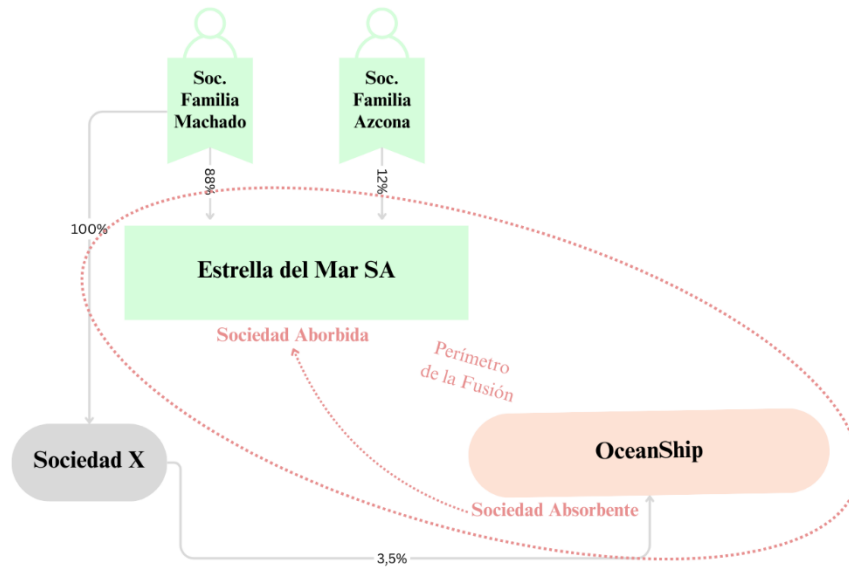 Soc.
Familia
Machado
Soc.
Familia
Azcona
88%
12%
100%
Estrella del Mar SA
Sociedad Aborbida
Perímetro
de la Fusión
OceanShip
Sociedad X
Sociedad Absorbente
3,5%